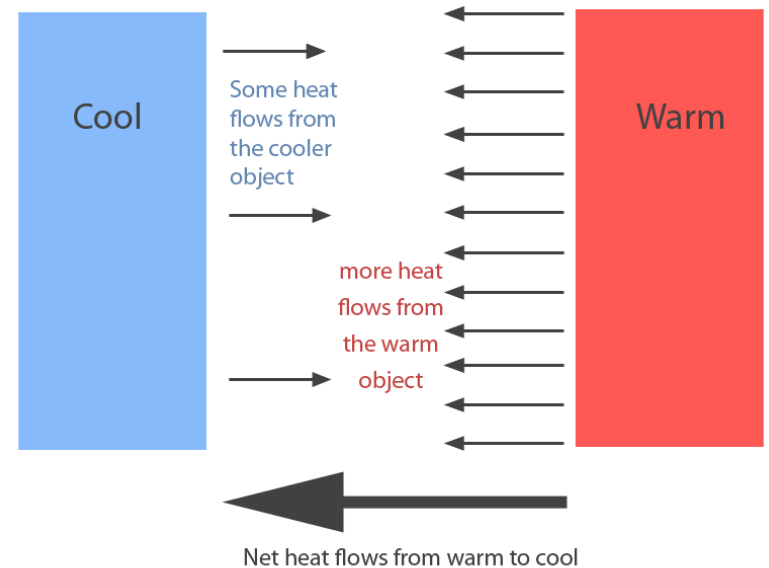 Cool
Some heat
flows from
the cooler
object
Warm
more heat
flows from
the warm
object
Net heat flows from warm to cool